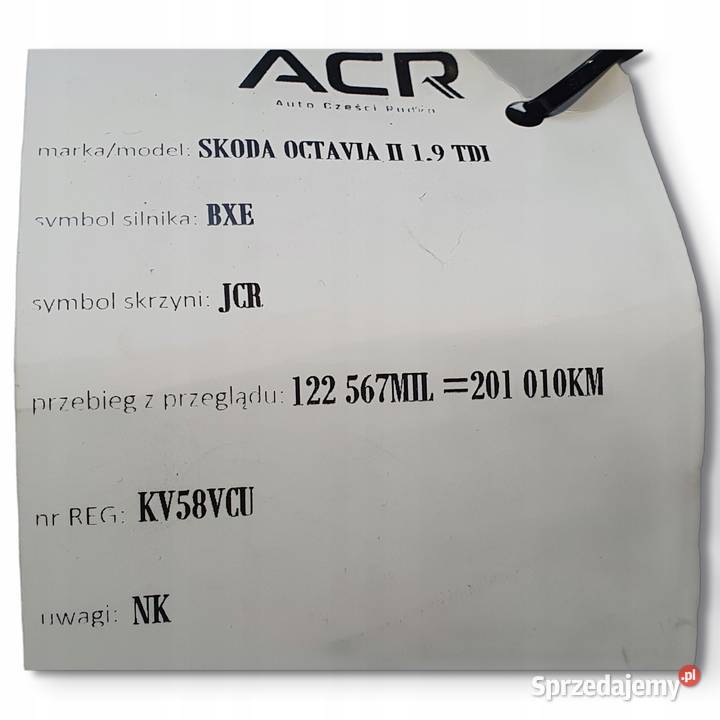 ACR
Auto Części Rudka
marka/model: SKODA OCTAVIA II 1.9 TDI
symbol silnika: BXE
symbol skrzyni: JCR
przebieg z przeglądu: 122 567MIL =201 010KM
nr REG: KV58VCU
uwagi: NK
Sprzedajemy.pl